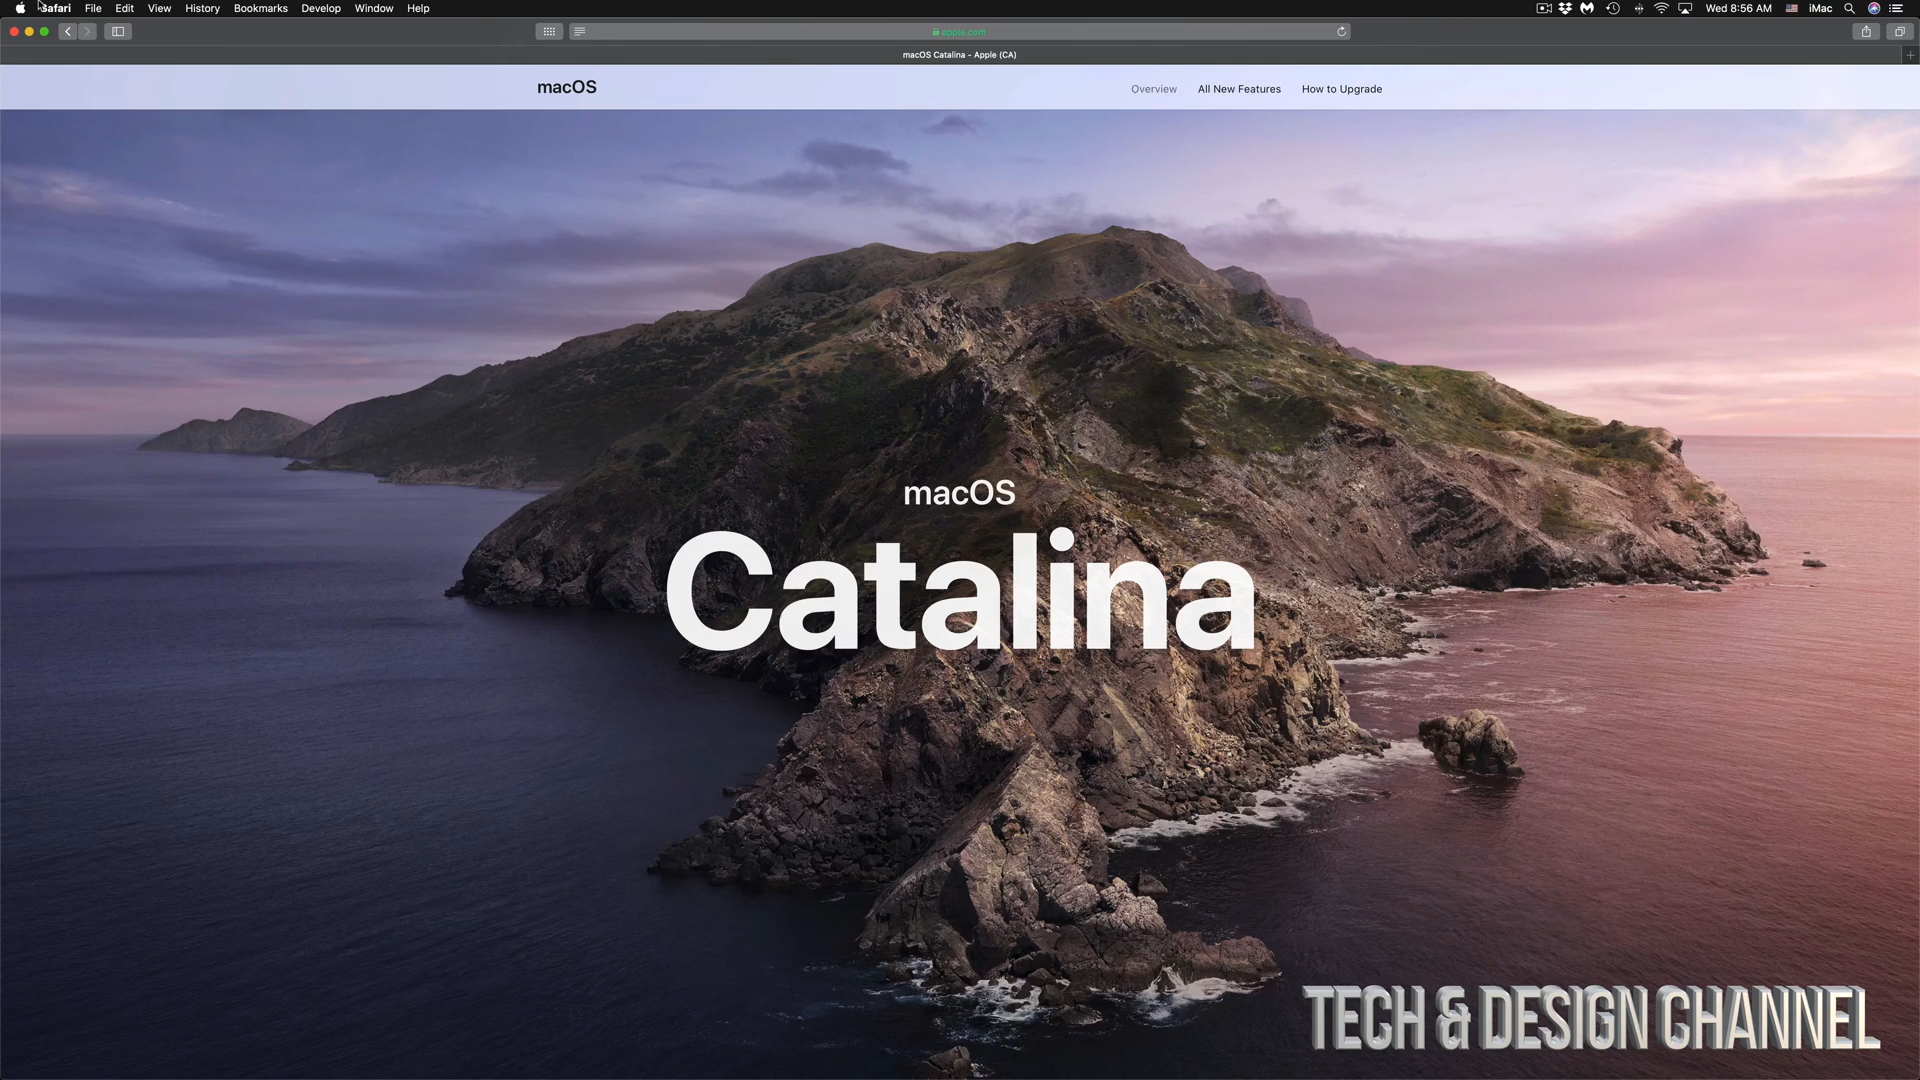 Safari File Edit View History Bookmarks Develop Window Help Wed 8:56 AM iMac
apple.com
macOS Catalina - Apple (CA)
macOS Overview All New Features How to Upgrade
macOS
Catalina
TECH & DESIGN CHANNEL